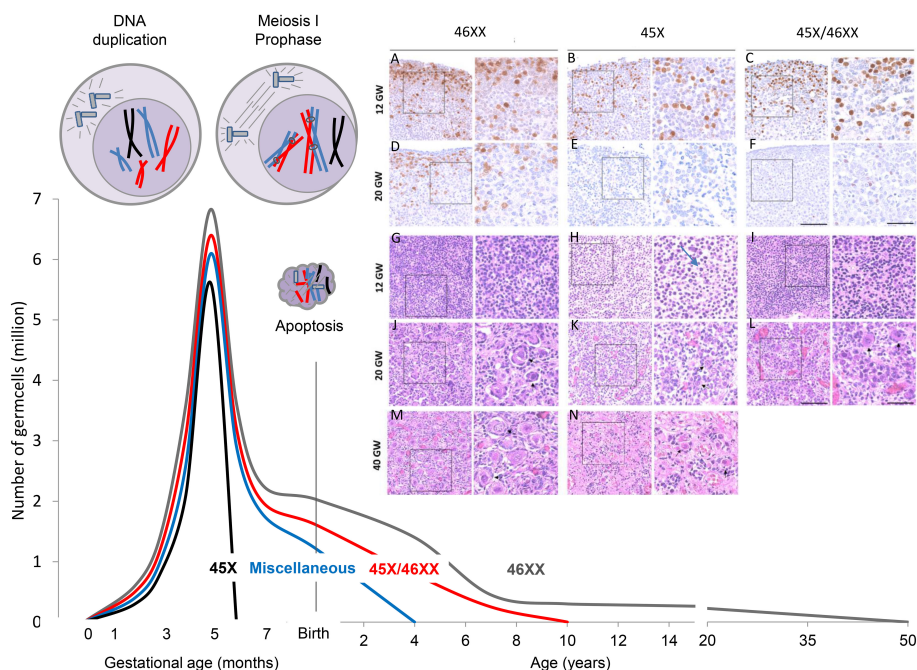 DNA
duplication
Meiosis I
Prophase
46XX
45X
45X/46XX
A
B
C
12 GW
D
E
F
20 GW
G
H
I
12 GW
J
K
L
20 GW
M
N
40 GW
Apoptosis
Number of germcells (million)
7
6
5
4
3
2
1
0
45X
Miscellaneous
45X/46XX
46XX
0 1 3 5 7 Birth 2 4 6 8 10 12 14 20 35 50
Gestational age (months)
Age (years)